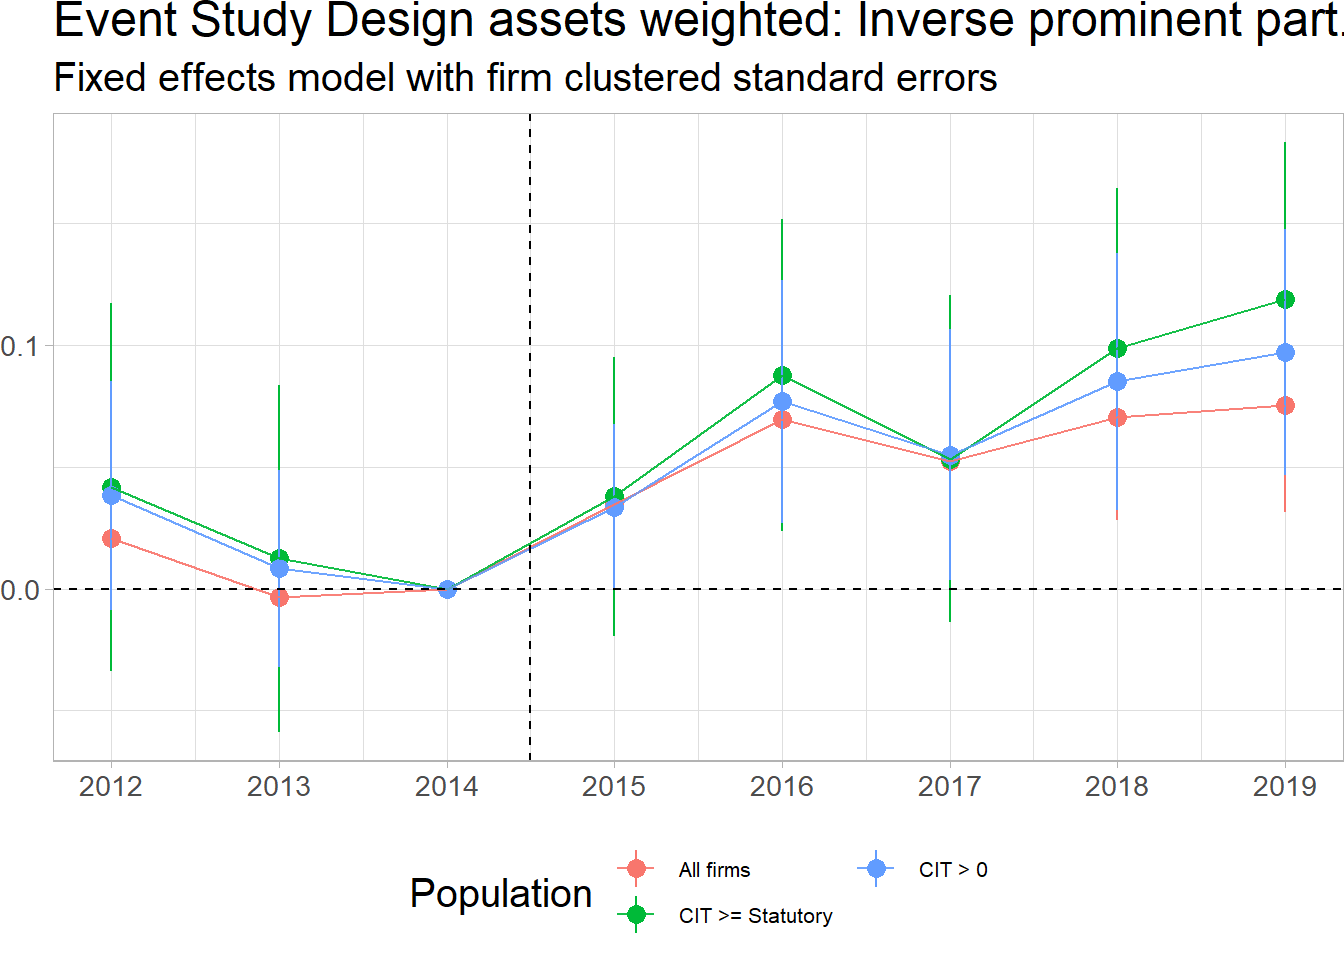 Event Study Design assets weighted: Inverse prominent part.
Fixed effects model with firm clustered standard errors
0.1
0.0
2012 2013 2014 2015 2016 2017 2018 2019
Population
All firms
CIT > 0
CIT >= Statutory